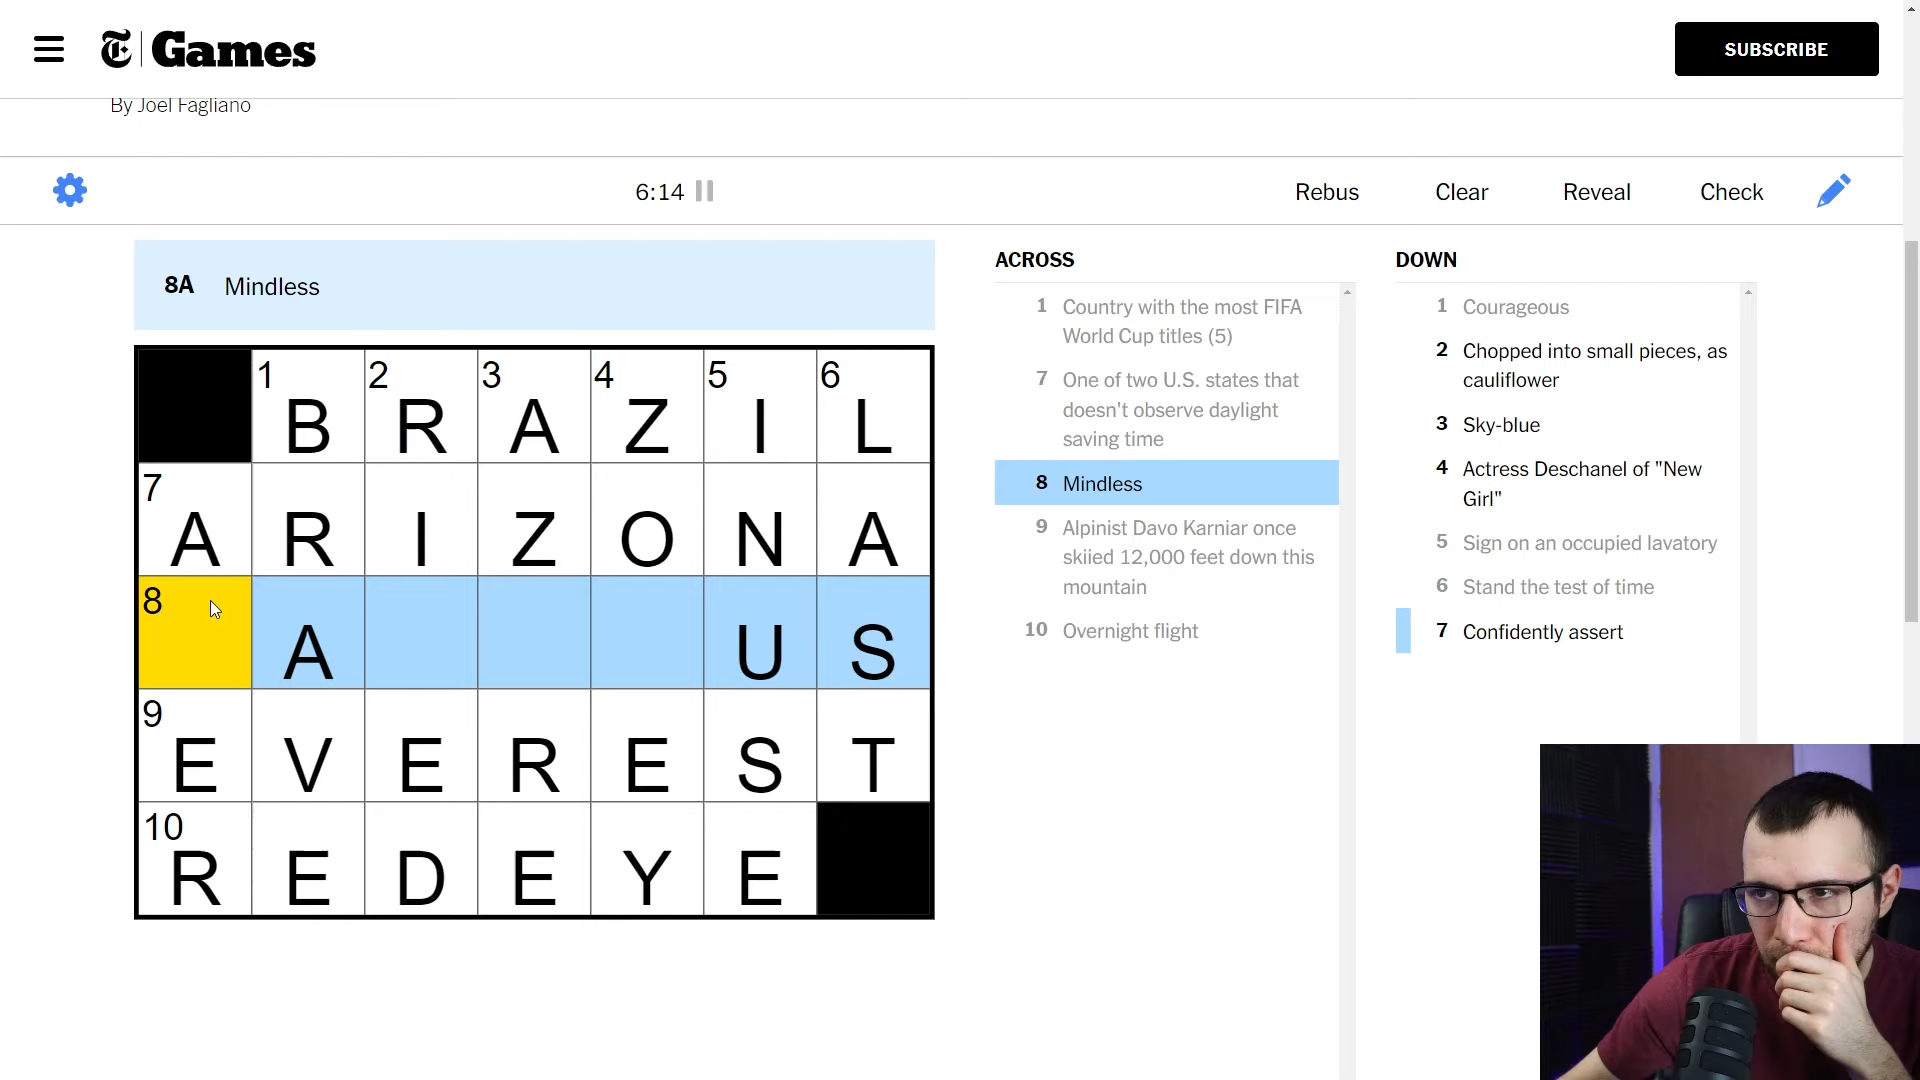 T Games
SUBSCRIBE
By Joel Fagliano
6:14
Rebus
Clear
Reveal
Check
8A Mindless
1 2 3 4 5 6
B R A Z I L
7
A R I Z O N A
8
A U S
9
E V E R E S T
10
R E D E Y E
ACROSS
1 Country with the most FIFA
World Cup titles (5)
7 One of two U.S. states that
doesn't observe daylight
saving time
8 Mindless
9 Alpinist Davo Karniar once
skiied 12,000 feet down this
mountain
10 Overnight flight
DOWN
1 Courageous
2 Chopped into small pieces, as
cauliflower
3 Sky-blue
4 Actress Deschanel of "New
Girl"
5 Sign on an occupied lavatory
6 Stand the test of time
7 Confidently assert